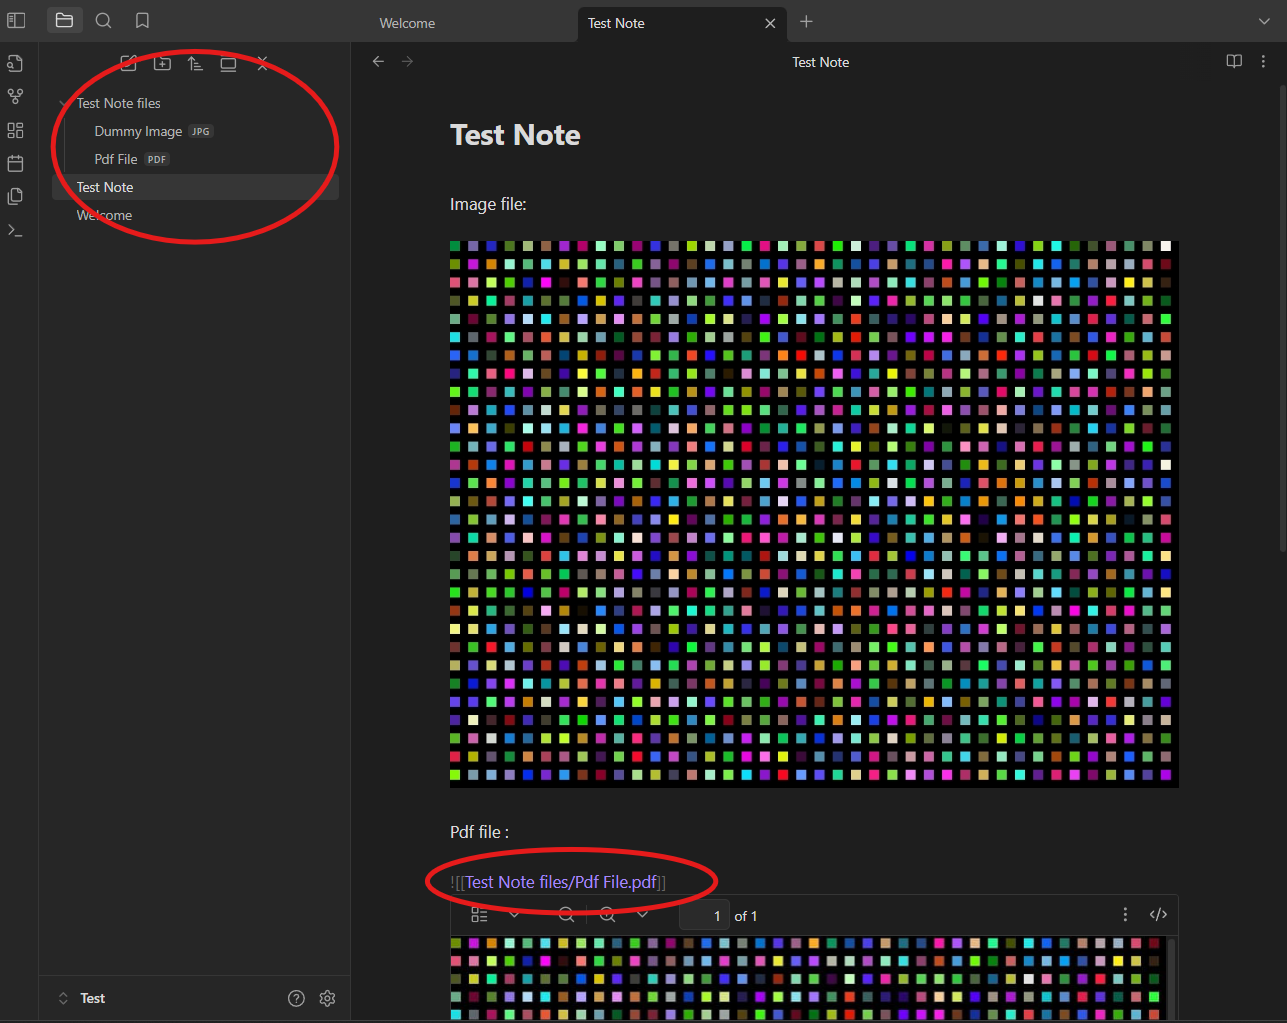 Welcome
Test Note
Test Note
Test Note files
Dummy Image JPG
Pdf File PDF
Test Note
Welcome
Test Note
Image file:
Pdf file :
![[Test Note files/Pdf File.pdf]]
1 of 1
Test